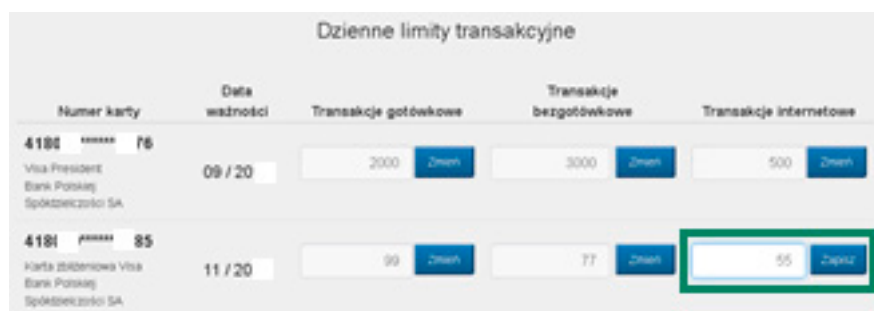 Dzienne limity transakcyjne
Numer karty
Data
ważności
Transakcje gotówkowe
Transakcje
bezgotówkowe
Transakcje internetowe
4180 ****** 76
Visa President
Bank Polskiej
Spółdzielczości SA
09 / 20
2000 Zmień
3000 Zmień
500 Zmień
418 ****** 85
Karta zbliżeniowa Visa
Bank Polskiej
Spółdzielczości SA
11 / 20
99 Zmień
77 Zmień
55 Zapisz